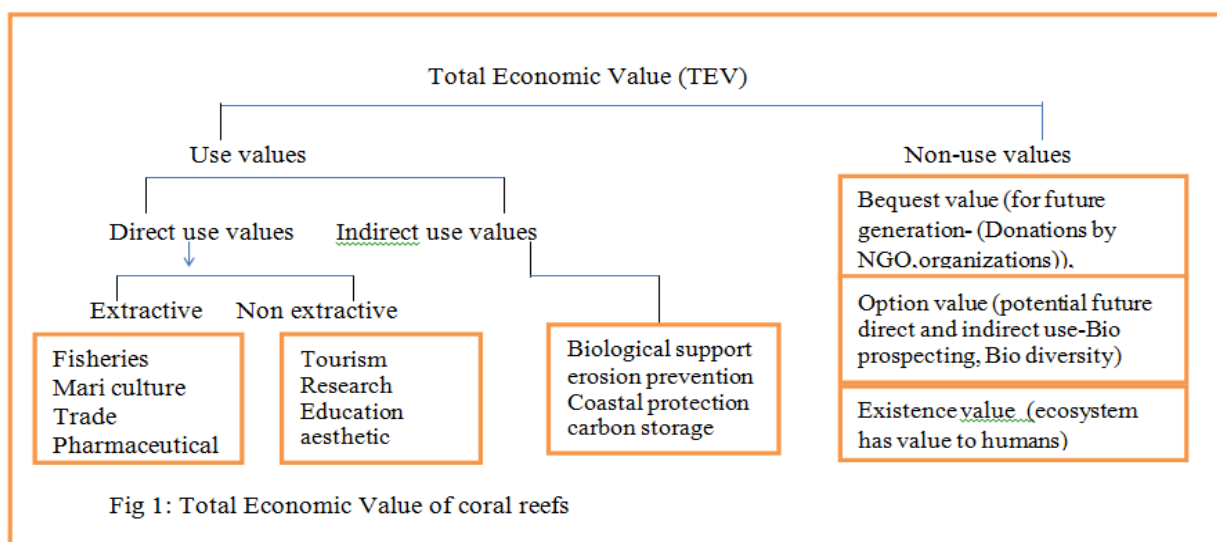 Total Economic Value (TEV)
Use values
Non-use values
Direct use values
Indirect use values
Extractive
Non extractive
Fisheries
Mari culture
Trade
Pharmaceutical
Tourism
Research
Education
aesthetic
Biological support
erosion prevention
Coastal protection
carbon storage
Bequest value (for future
generation- (Donations by
NGO,organizations)),
Option value (potential future
direct and indirect use-Bio
prospecting, Bio diversity)
Existence value (ecosystem
has value to humans)
Fig 1: Total Economic Value of coral reefs